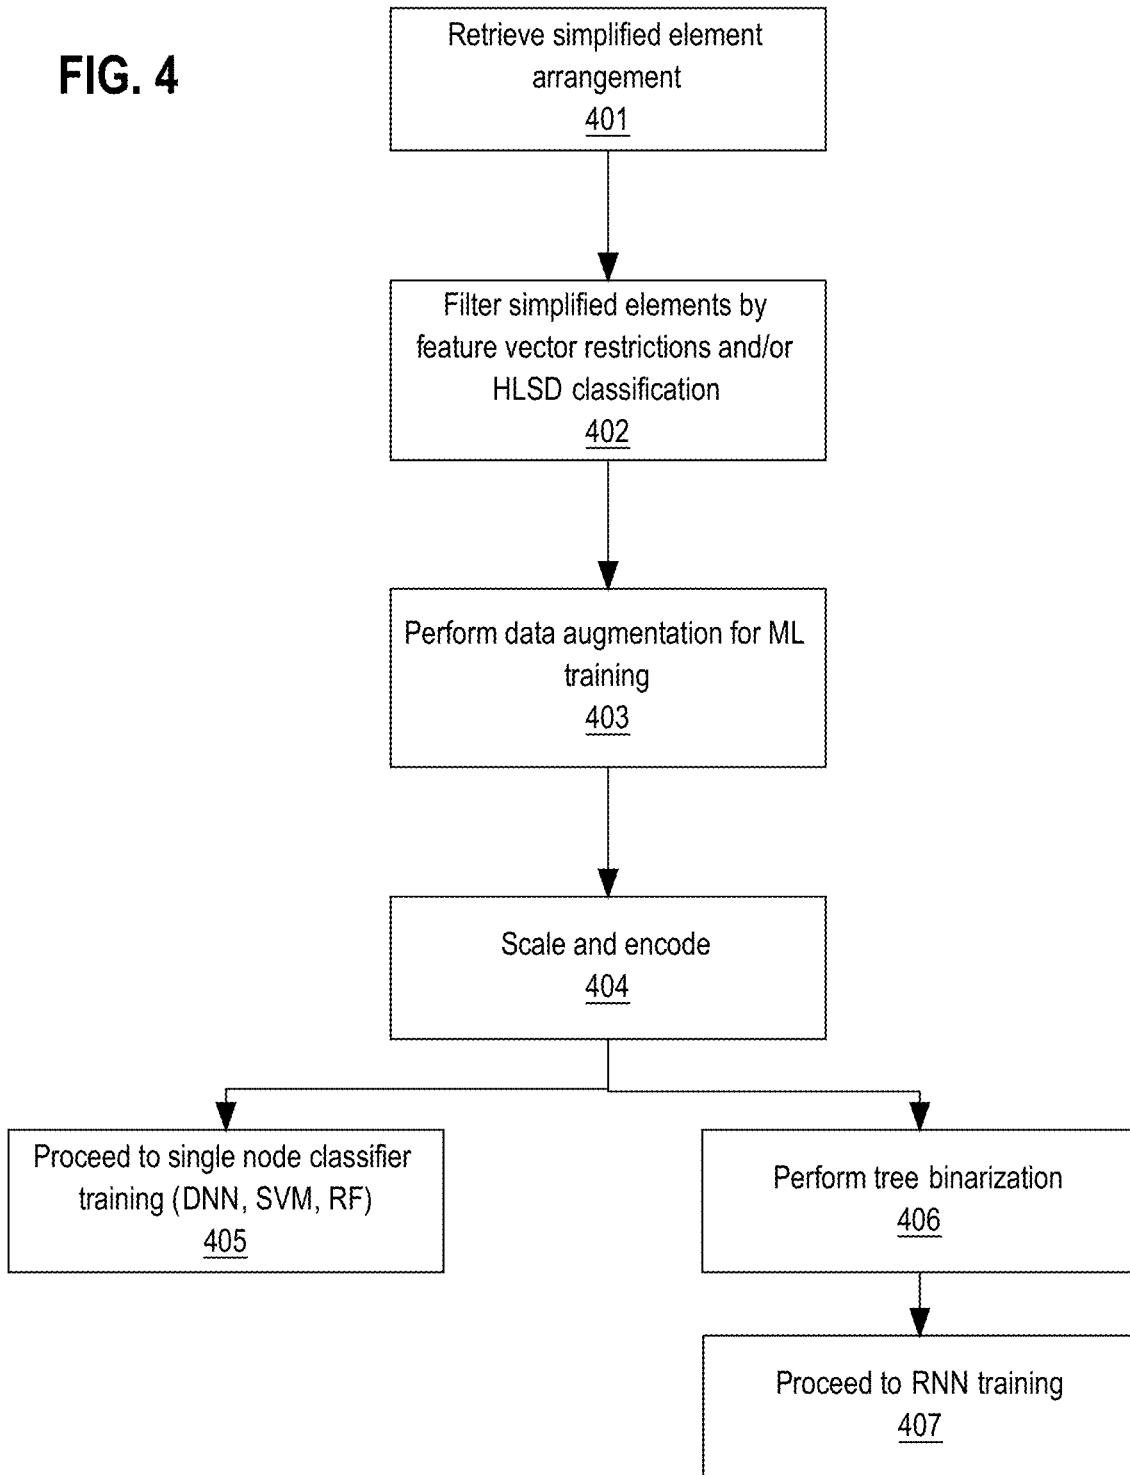 FIG. 4
Retrieve simplified element
arrangement
401
Filter simplified elements by
feature vector restrictions and/or
HLSD classification
402
Perform data augmentation for ML
training
403
Scale and encode
404
Proceed to single node classifier
training (DNN, SVM, RF)
405
Perform tree binarization
406
Proceed to RNN training
407